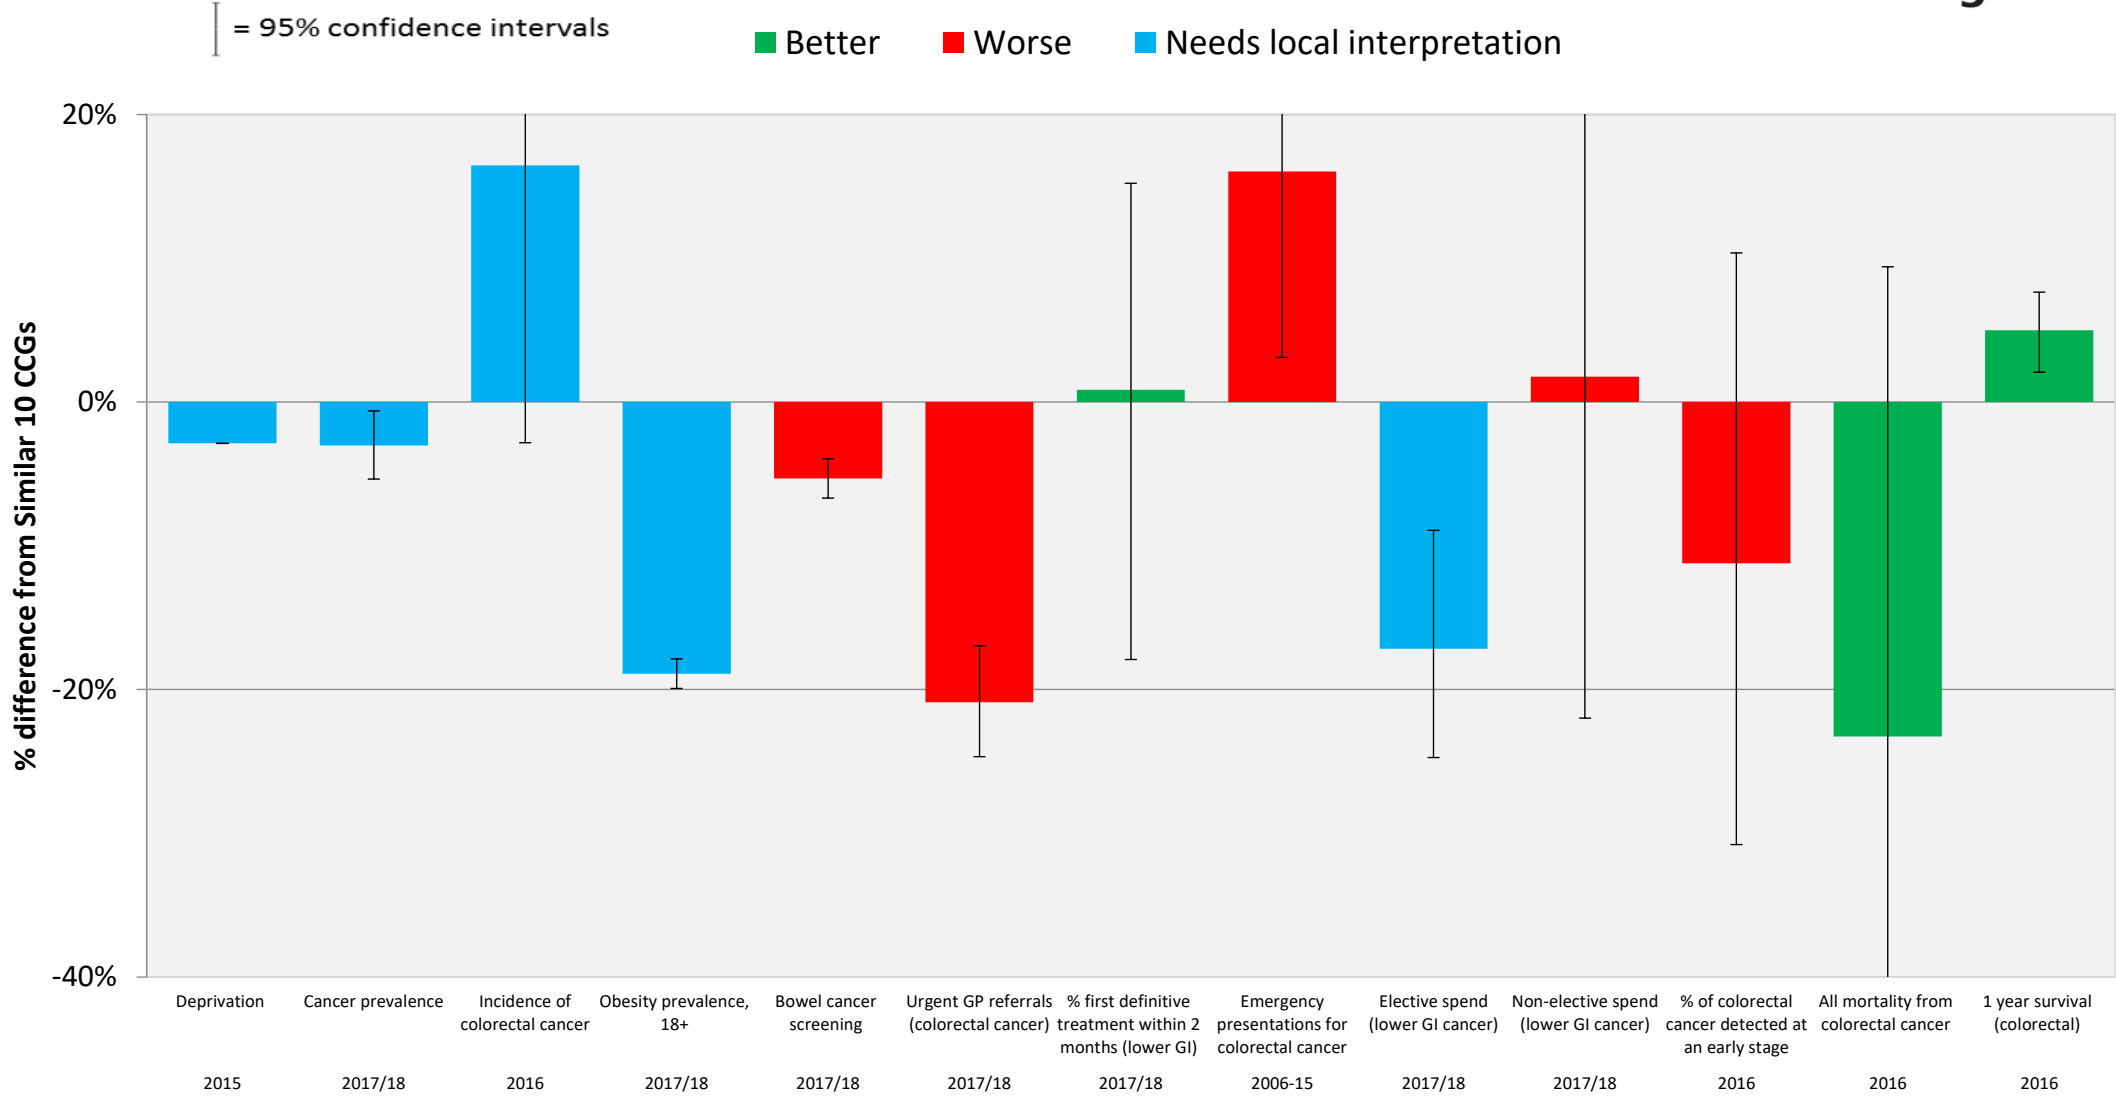 = 95% confidence intervals
Better
Worse
Needs local interpretation
% difference from Similar 10 CCGs
20%
0%
-20%
-40%
Deprivation
2015
Cancer prevalence
2017/18
Incidence of
colorectal cancer
2016
Obesity prevalence,
18+
2017/18
Bowel cancer
screening
2017/18
Urgent GP referrals
(colorectal cancer)
2017/18
% first definitive
treatment within 2
months (lower GI)
2017/18
Emergency
presentations for
colorectal cancer
2006-15
Elective spend
(lower GI cancer)
2017/18
Non-elective spend
(lower GI cancer)
2017/18
% of colorectal
cancer detected at
an early stage
2016
All mortality from
colorectal cancer
2016
1 year survival
(colorectal)
2016